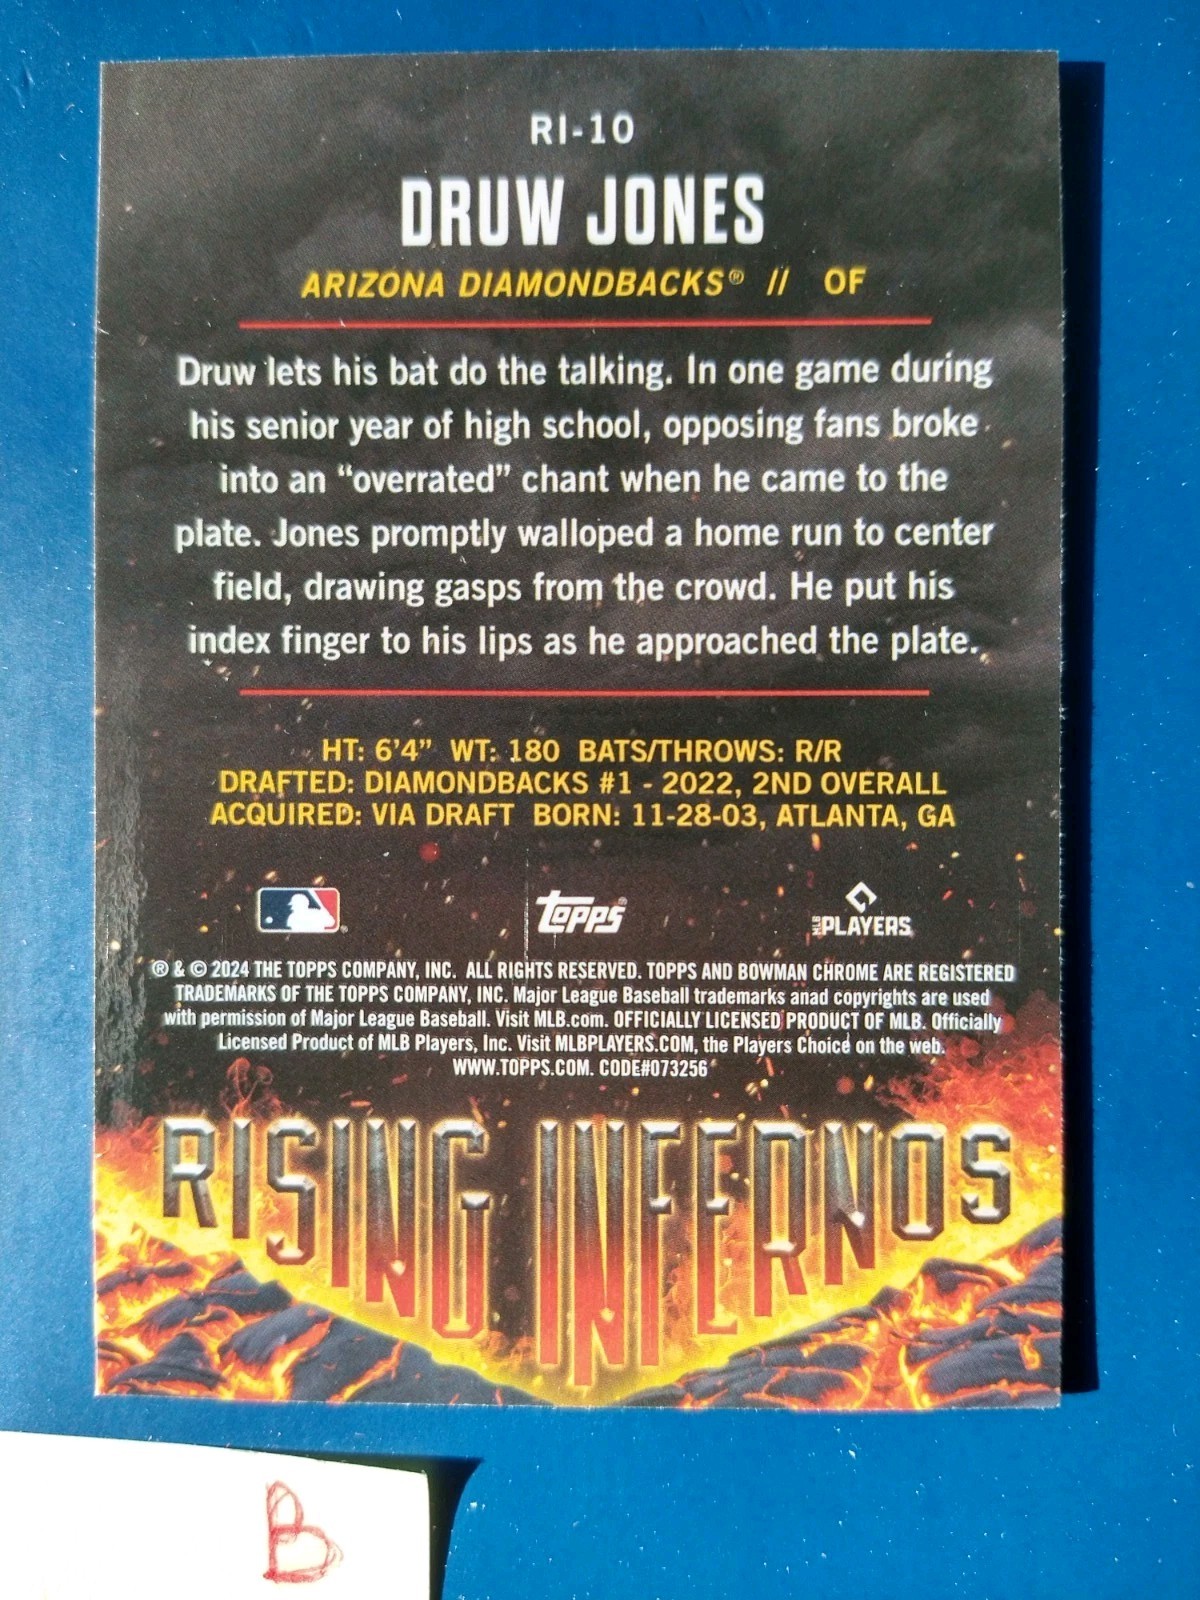 RI-10
DRUW JONES
ARIZONA DIAMONDBACKS® // OF
Druw lets his bat do the talking. In one game during
his senior year of high school, opposing fans broke
into an “overrated” chant when he came to the
plate. Jones promptly walloped a home run to center
field, drawing gasps from the crowd. He put his
index finger to his lips as he approached the plate.
HT: 6’4” WT: 180 BATS/THROWS: R/R
DRAFTED: DIAMONDBACKS #1 - 2022, 2ND OVERALL
ACQUIRED: VIA DRAFT BORN: 11-28-03, ATLANTA, GA
topps®
MLB PLAYERS
® & © 2024 THE TOPPS COMPANY, INC. ALL RIGHTS RESERVED. TOPPS AND BOWMAN CHROME ARE REGISTERED
TRADEMARKS OF THE TOPPS COMPANY, INC. Major League Baseball trademarks anad copyrights are used
with permission of Major League Baseball. Visit MLB.com. OFFICIALLY LICENSED PRODUCT OF MLB. Officially
Licensed Product of MLB Players, Inc. Visit MLBPLAYERS.COM, the Players Choice on the web.
WWW.TOPPS.COM. CODE#073256
RISING INFERNOS
B